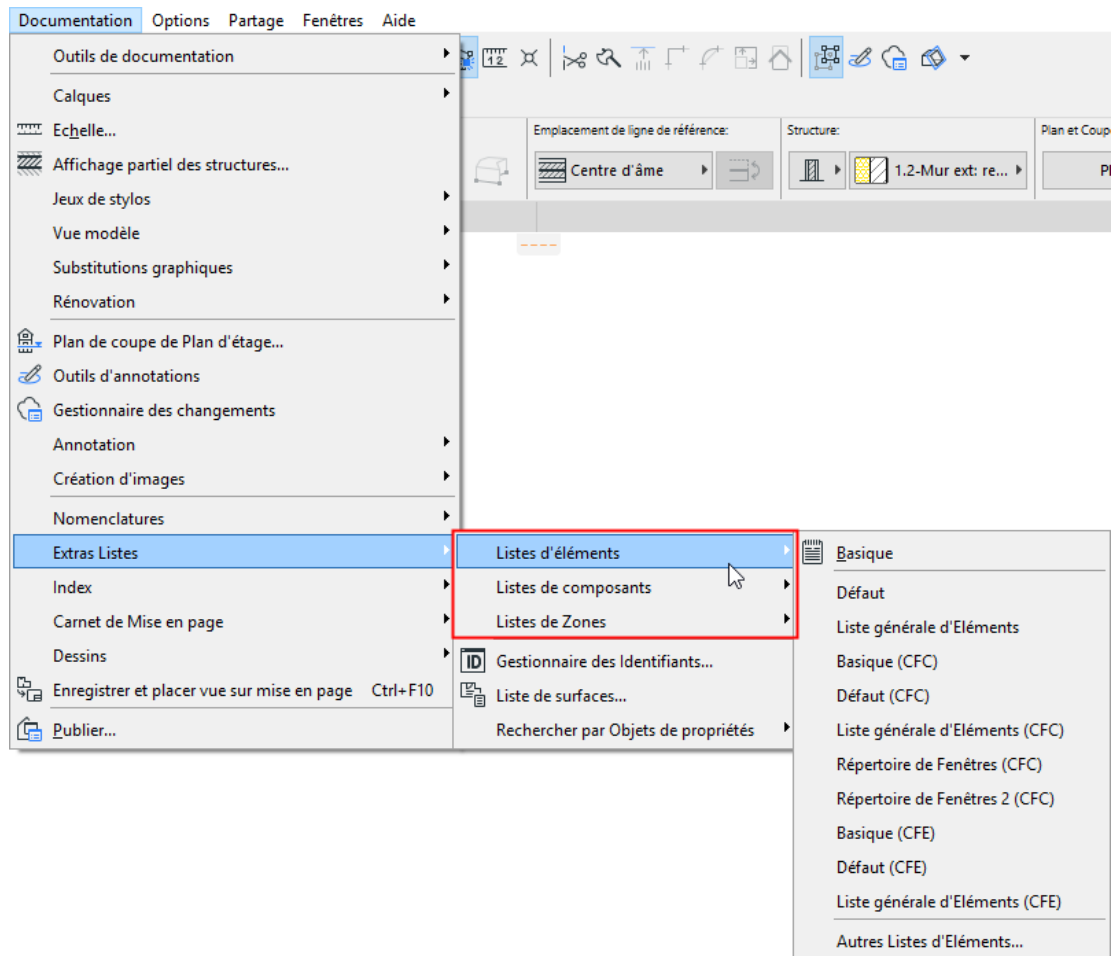 Documentation Options Partage Fenêtres Aide
Outils de documentation
Calques
Echelle...
Affichage partiel des structures...
Jeux de stylos
Vue modèle
Substitutions graphiques
Rénovation
Plan de coupe de Plan d'étage...
Outils d'annotations
Gestionnaire des changements
Annotation
Création d'images
Nomenclatures
Extras Listes
Index
Carnet de Mise en page
Dessins
Enregistrer et placer vue sur mise en page Ctrl+F10
Publier...
12
Emplacement de ligne de référence:
Centre d'âme
Structure:
1.2-Mur ext: re...
Plan et Coup
Pl
Listes d'éléments
Listes de composants
Listes de Zones
ID Gestionnaire des Identifiants...
Liste de surfaces...
Rechercher par Objets de propriétés
Basique
Défaut
Liste générale d'Eléments
Basique (CFC)
Défaut (CFC)
Liste générale d'Eléments (CFC)
Répertoire de Fenêtres (CFC)
Répertoire de Fenêtres 2 (CFC)
Basique (CFE)
Défaut (CFE)
Liste générale d'Eléments (CFE)
Autres Listes d'Eléments...